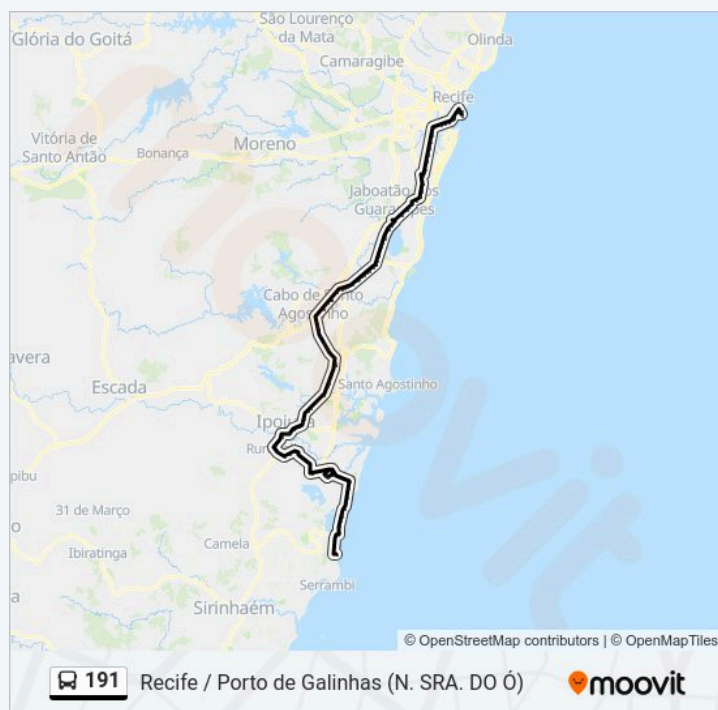 São Lourenço
da Mata
Glória do Goitá
Olinda
Camaragibe
Recife
Vitória de
Santo Antão
Bonança
Moreno
Jaboatão dos
Guararapes
Cabo de Santo
Agostinho
avera
Escada
Santo Agostinho
Ipojuca
Rur
pibu
31 de Março
o
Ibiratinga
Camela
a
Serrambi
Sirinhaém
© OpenStreetMap contributors | © OpenMapTiles
191 Recife / Porto de Galinhas (N. SRA. DO Ó)
moovit